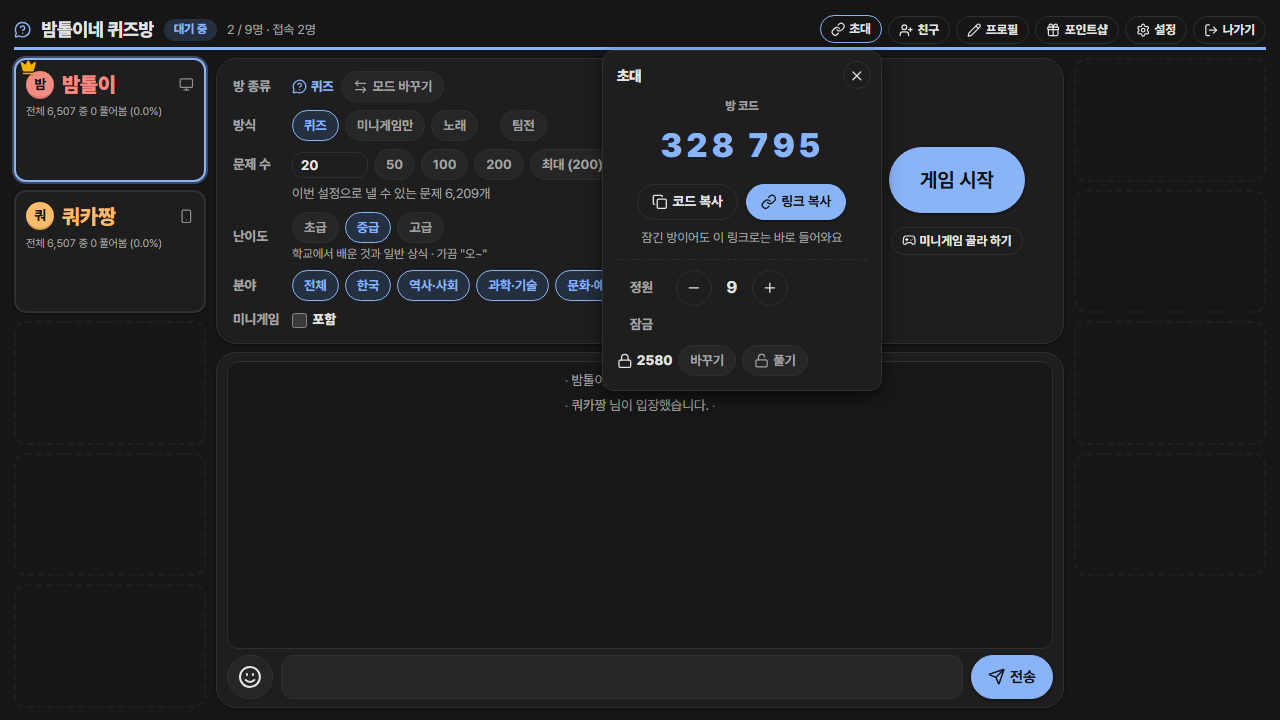 밤톨이네 퀴즈방 대기 중 2 / 9명 · 접속 2명 초대 친구 프로필 포인트샵 설정 나가기
밤 밤톨이
전체 6,507 중 0 풀어봄 (0.0%)
쿼 쿼카짱
전체 6,507 중 0 풀어봄 (0.0%)
방 종류 퀴즈 모드 바꾸기
방식 퀴즈 미니게임만 노래 팀전
문제 수 20 50 100 200 최대 (200)
이번 설정으로 낼 수 있는 문제 6,209개
난이도 초급 중급 고급
학교에서 배운 것과 일반 상식 · 가끔 "오~"
분야 전체 한국 역사·사회 과학·기술
미니게임 포함
초대
방 코드
328 795
코드 복사 링크 복사
잠긴 방이어도 이 링크로는 바로 들어와요
정원 − 9 +
잠금
2580 바꾸기 풀기
게임 시작
미니게임 골라 하기
· 쿼카짱 님이 입장했습니다. ·
전송